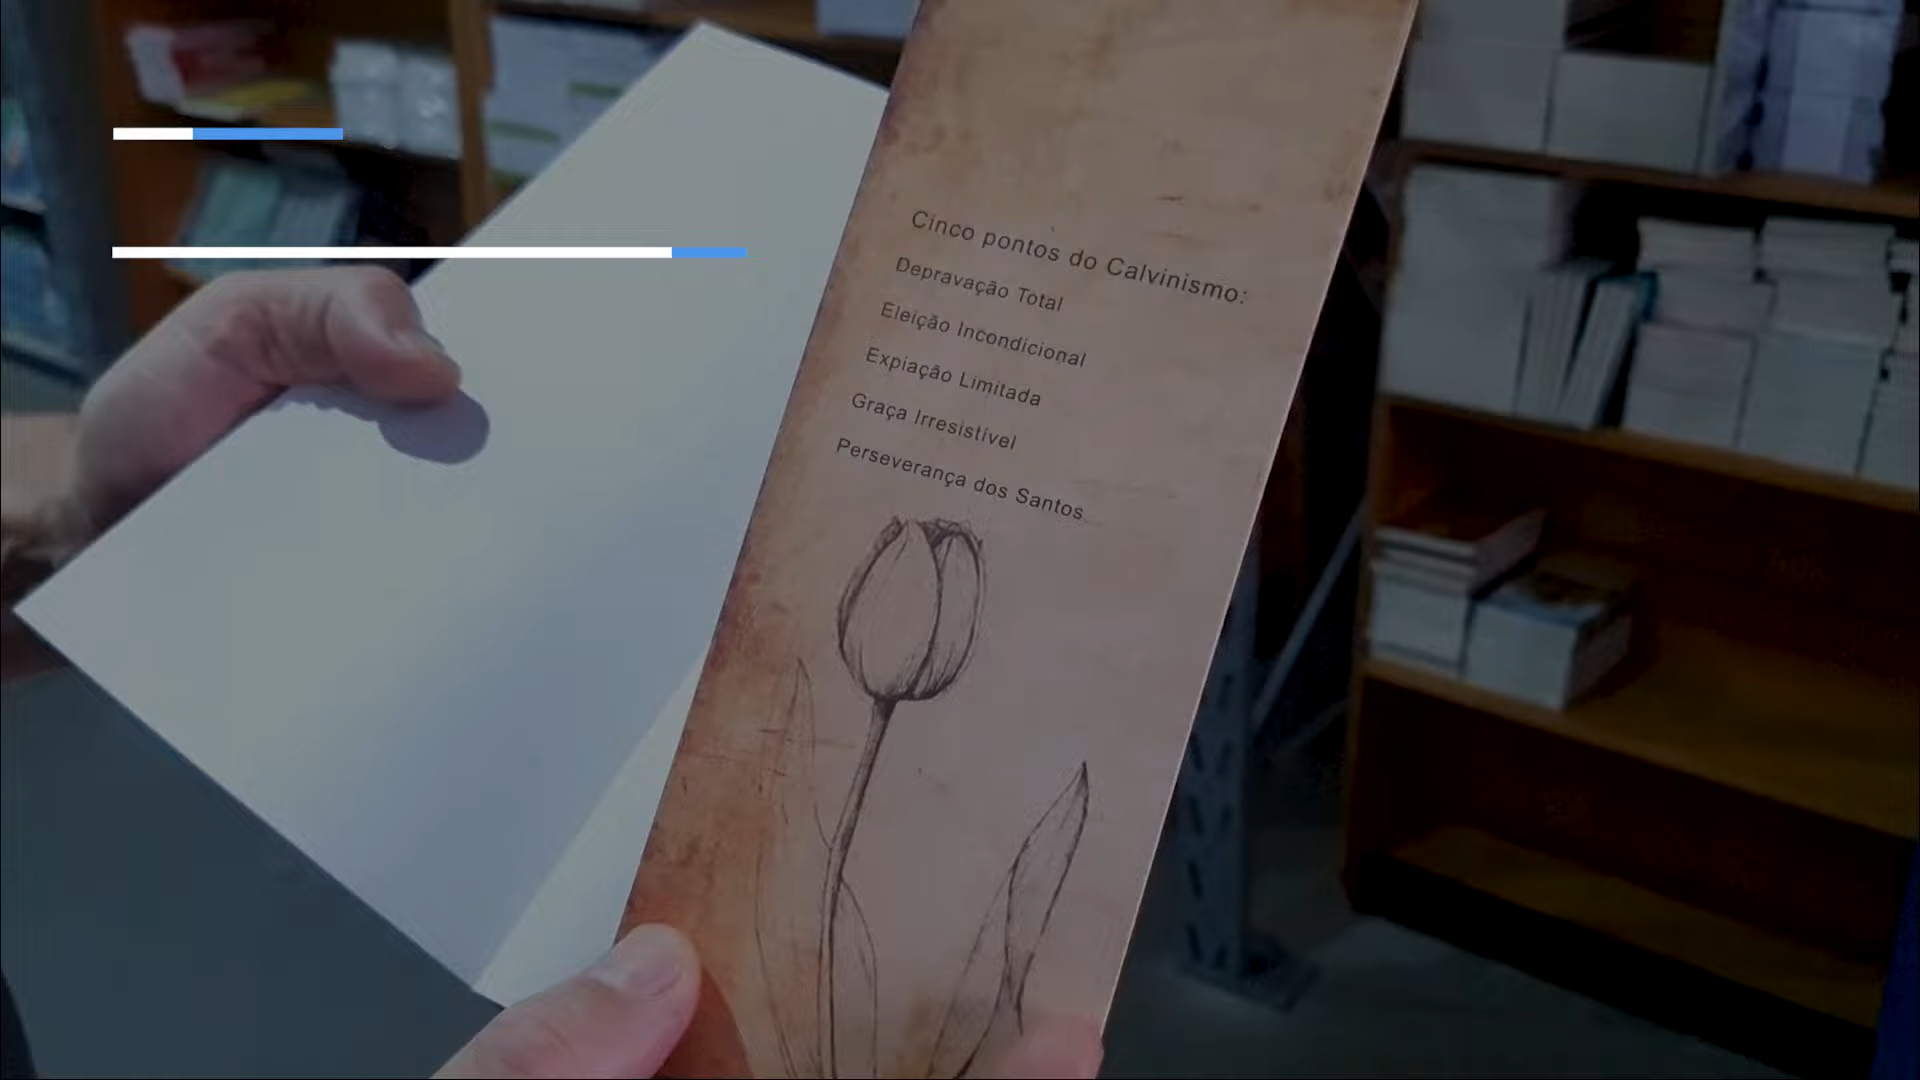 Cinco pontos do Calvinismo:
Depravação Total
Eleição Incondicional
Expiação Limitada
Graça Irresistível
Perseverança dos Santos